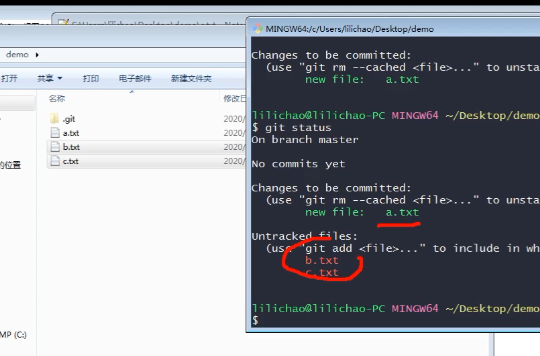 MINGW64:/c/Users/lilichao/Desktop/demo
demo
打开
共享
打印
电子邮件
新建文件夹
名称
修改日
.git
2020/
a.txt
2020/
b.txt
2020/
c.txt
2020/
的位置
MP (C:)
Changes to be committed:
(use "git rm --cached <file>..." to unsta
new file: a.txt
lilichao@lilichao-PC MINGW64 ~/Desktop/demo
$ git status
On branch master
No commits yet
Changes to be committed:
(use "git rm --cached <file>..." to unsta
new file: a.txt
Untracked files:
(use "git add <file>..." to include in wh
b.txt
c.txt
lilichao@lilichao-PC MINGW64 ~/Desktop/demo
$